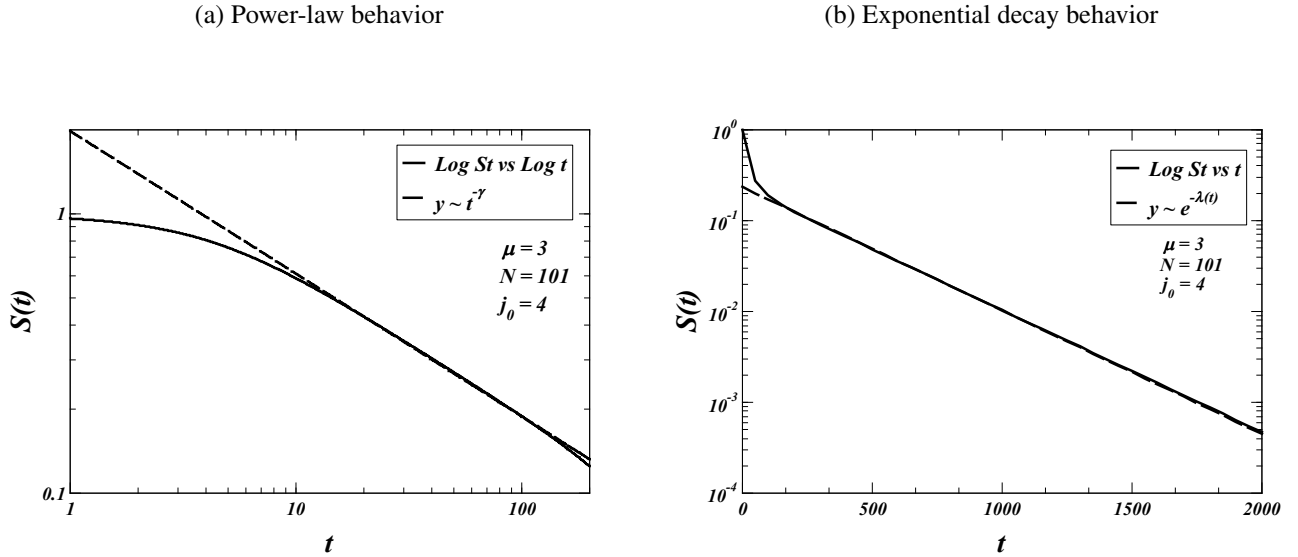 (a) Power-law behavior
(b) Exponential decay behavior
Log St vs Log t
y ~ t^-γ
μ = 3
N = 101
j_0 = 4
S(t)
1
0.1
1
10
100
t
Log St vs t
y ~ e^-λ(t)
μ = 3
N = 101
j_0 = 4
S(t)
10^0
10^-1
10^-2
10^-3
10^-4
0
500
1000
1500
2000
t